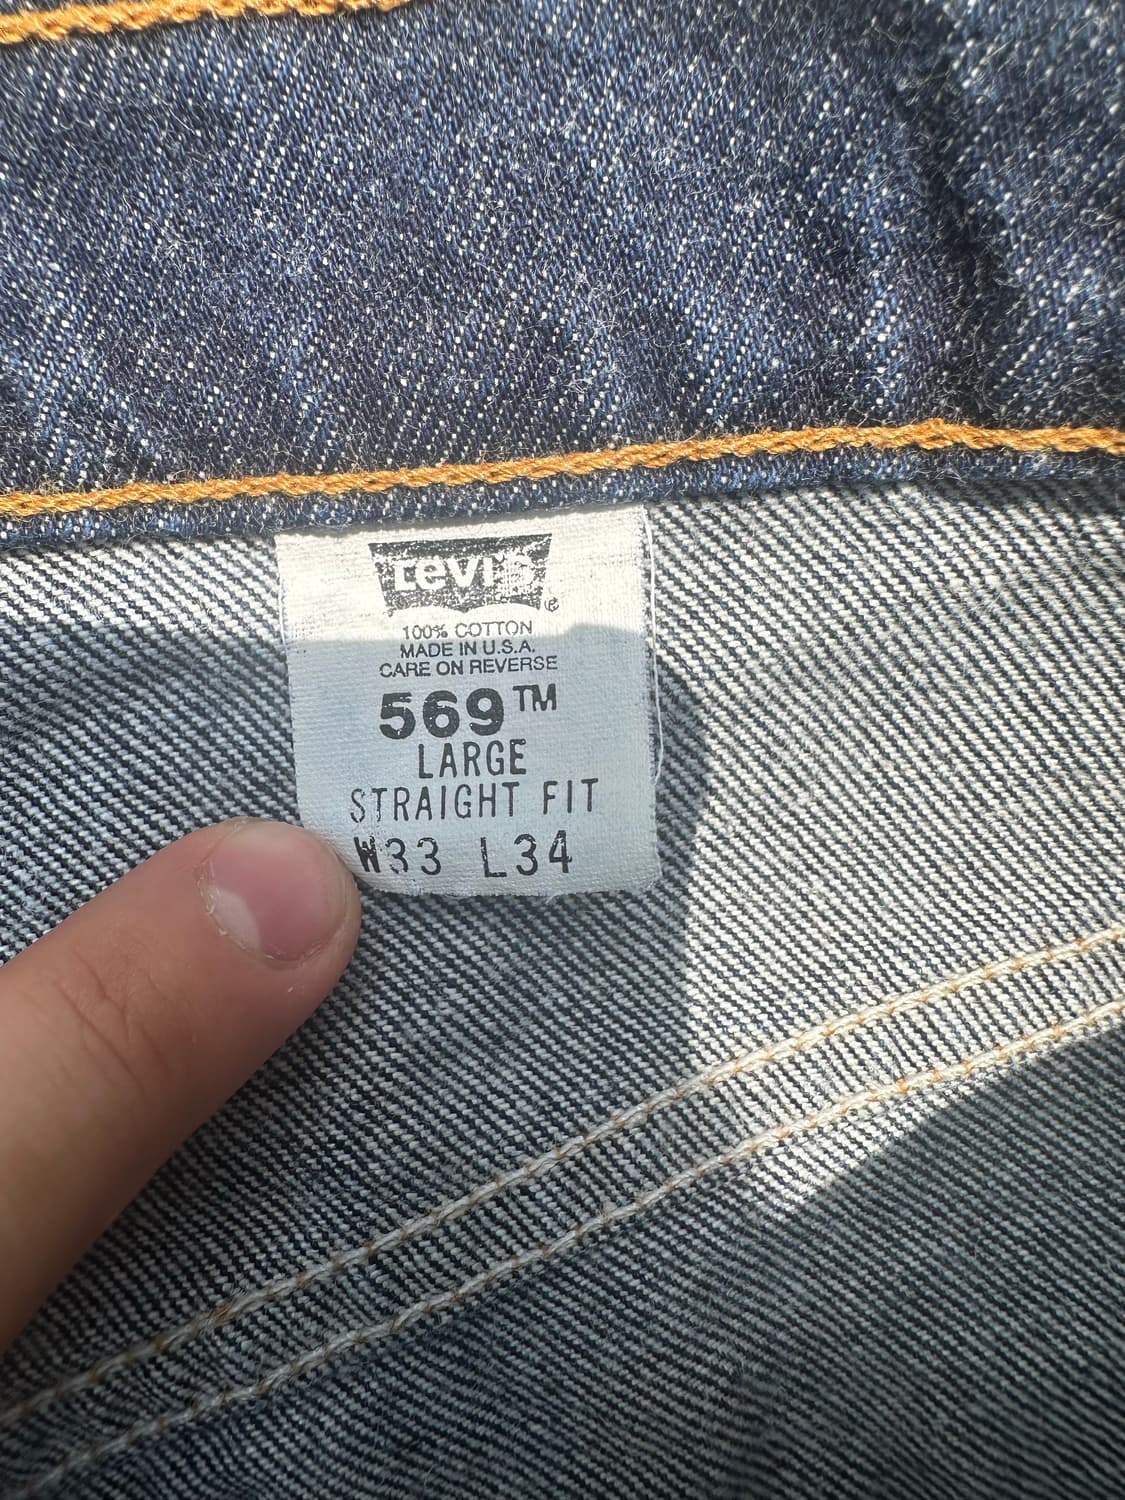 Levi's®
100% COTTON
MADE IN U.S.A.
CARE ON REVERSE
569™
LARGE
STRAIGHT FIT
W33 L34